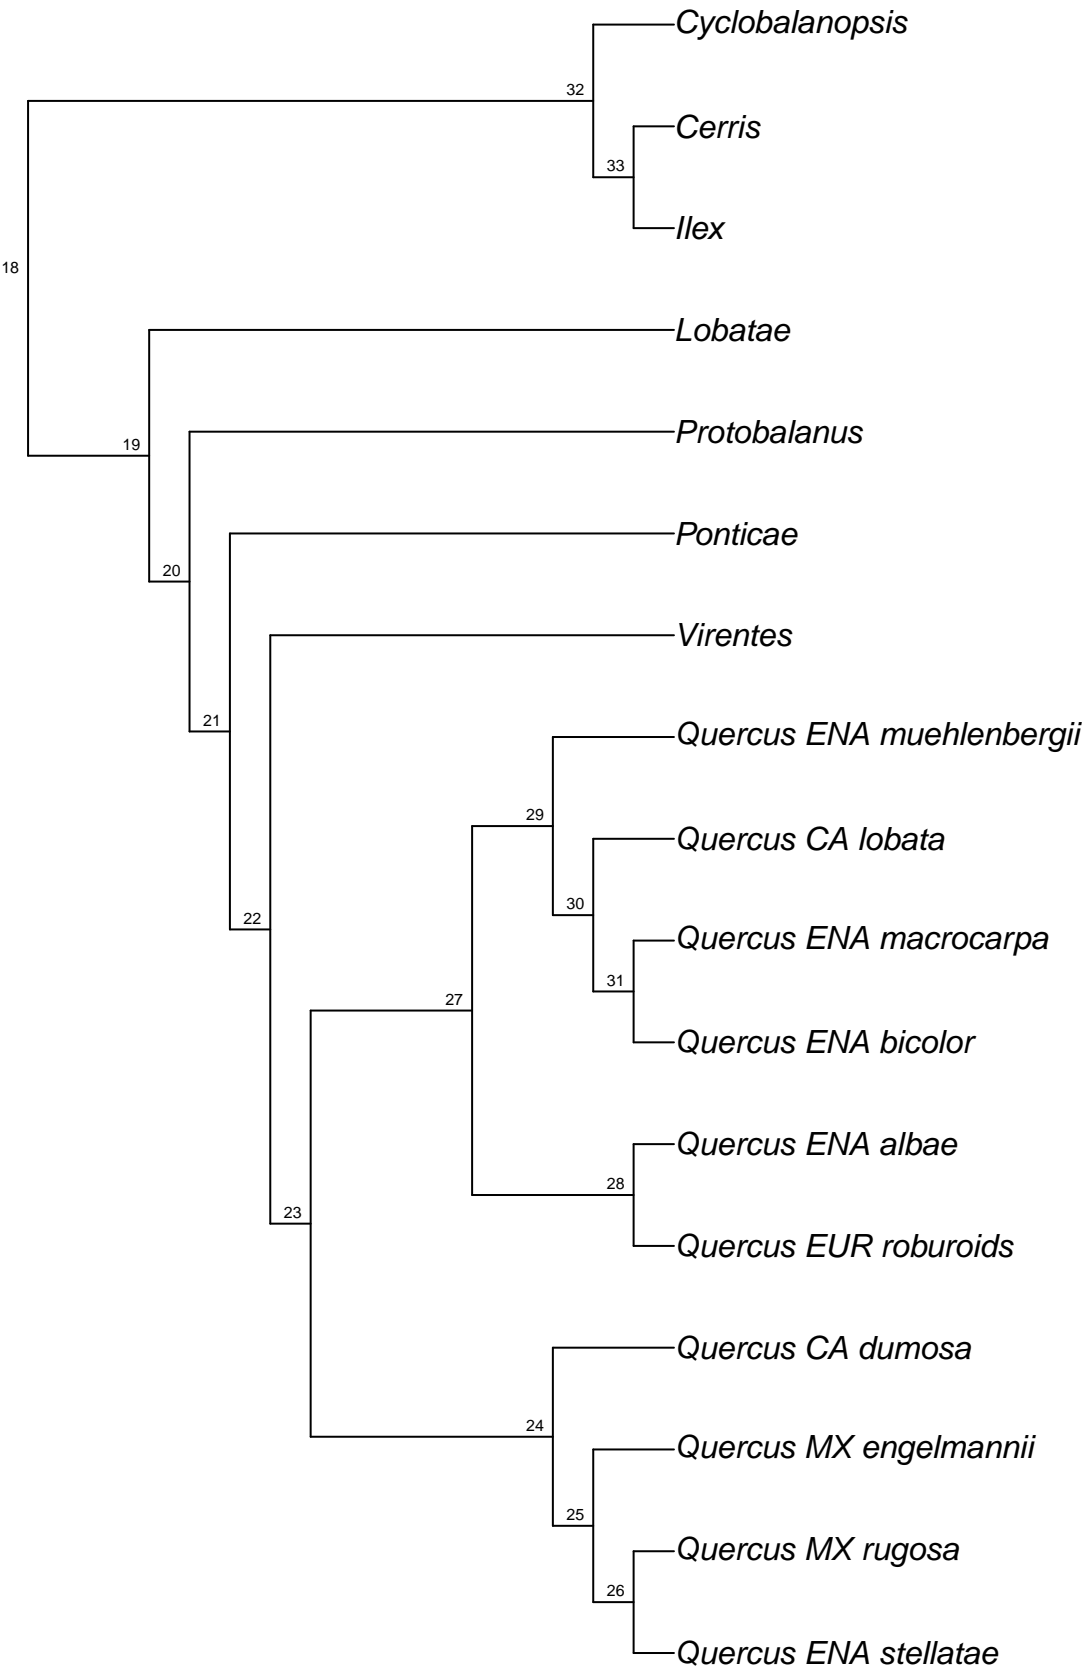 Cyclobalanopsis
32
Cerris
33
Ilex
18
Lobatae
Protobalanus
19
Ponticae
20
Virentes
21
Quercus ENA muehlenbergii
29
Quercus CA lobata
30
22
Quercus ENA macrocarpa
31
27
Quercus ENA bicolor
Quercus ENA albae
28
23
Quercus EUR roburoids
Quercus CA dumosa
24
Quercus MX engelmannii
25
Quercus MX rugosa
26
Quercus ENA stellatae